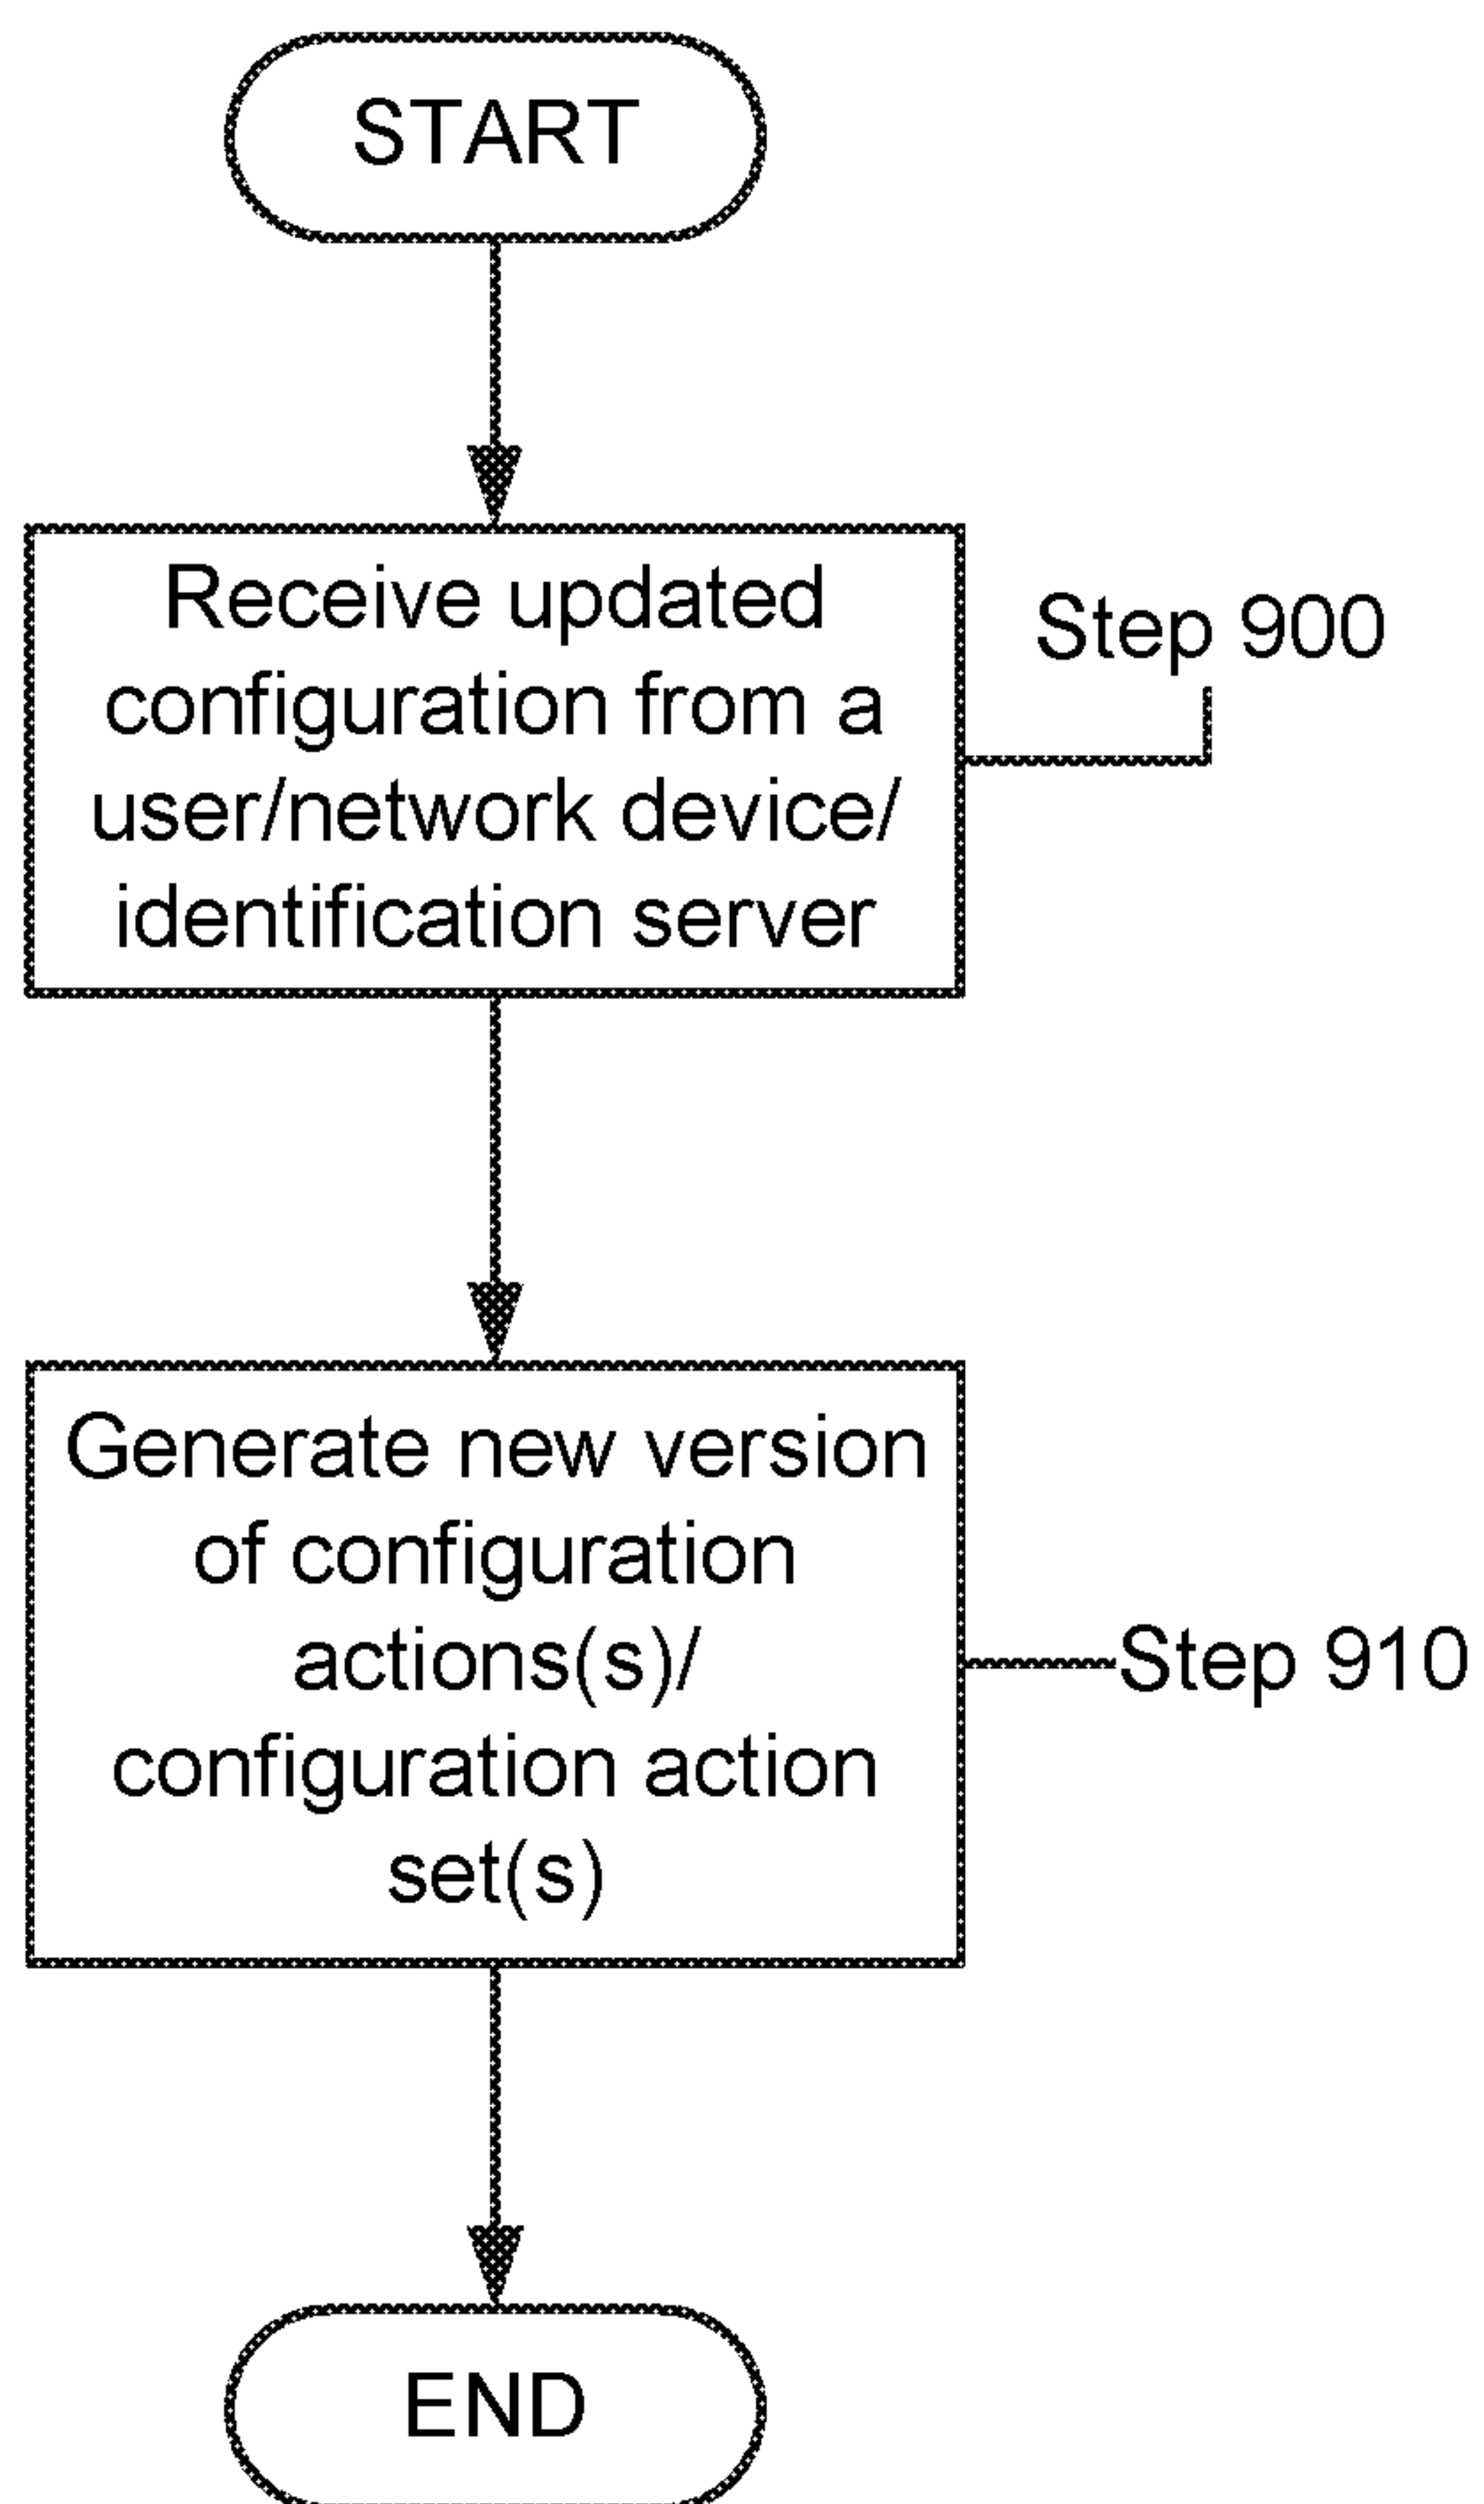 START
Receive updated
configuration from a
user/network device/
identification server
Step 900
Generate new version
of configuration
actions(s)/
configuration action
set(s)
Step 910
END